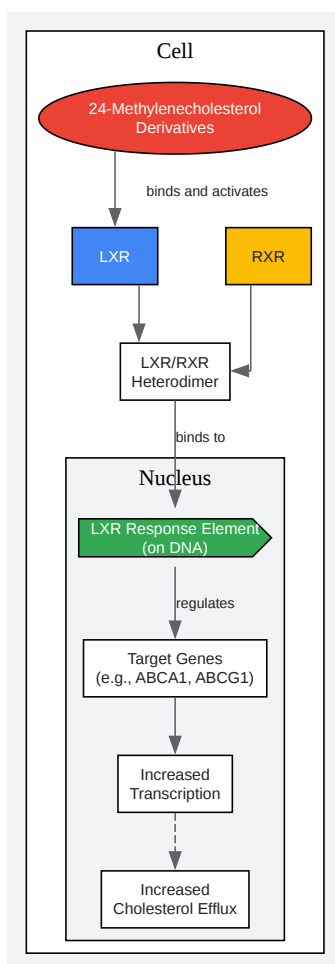 Cell
24-Methylenecholesterol
Derivatives
binds and activates
LXR
RXR
LXR/RXR
Heterodimer
binds to
Nucleus
LXR Response Element
(on DNA)
regulates
Target Genes
(e.g., ABCA1, ABCG1)
Increased
Transcription
Increased
Cholesterol Efflux